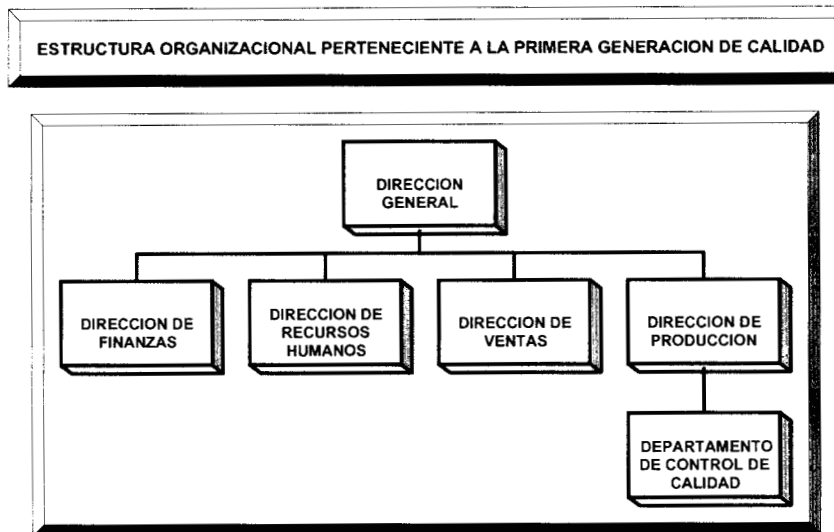 ESTRUCTURA ORGANIZACIONAL PERTENECIENTE A LA PRIMERA GENERACION DE CALIDAD
DIRECCION
GENERAL
DIRECCION DE
FINANZAS
DIRECCION DE
RECURSOS
HUMANOS
DIRECCION DE
VENTAS
DIRECCION DE
PRODUCCION
DEPARTAMENTO
DE CONTROL DE
CALIDAD